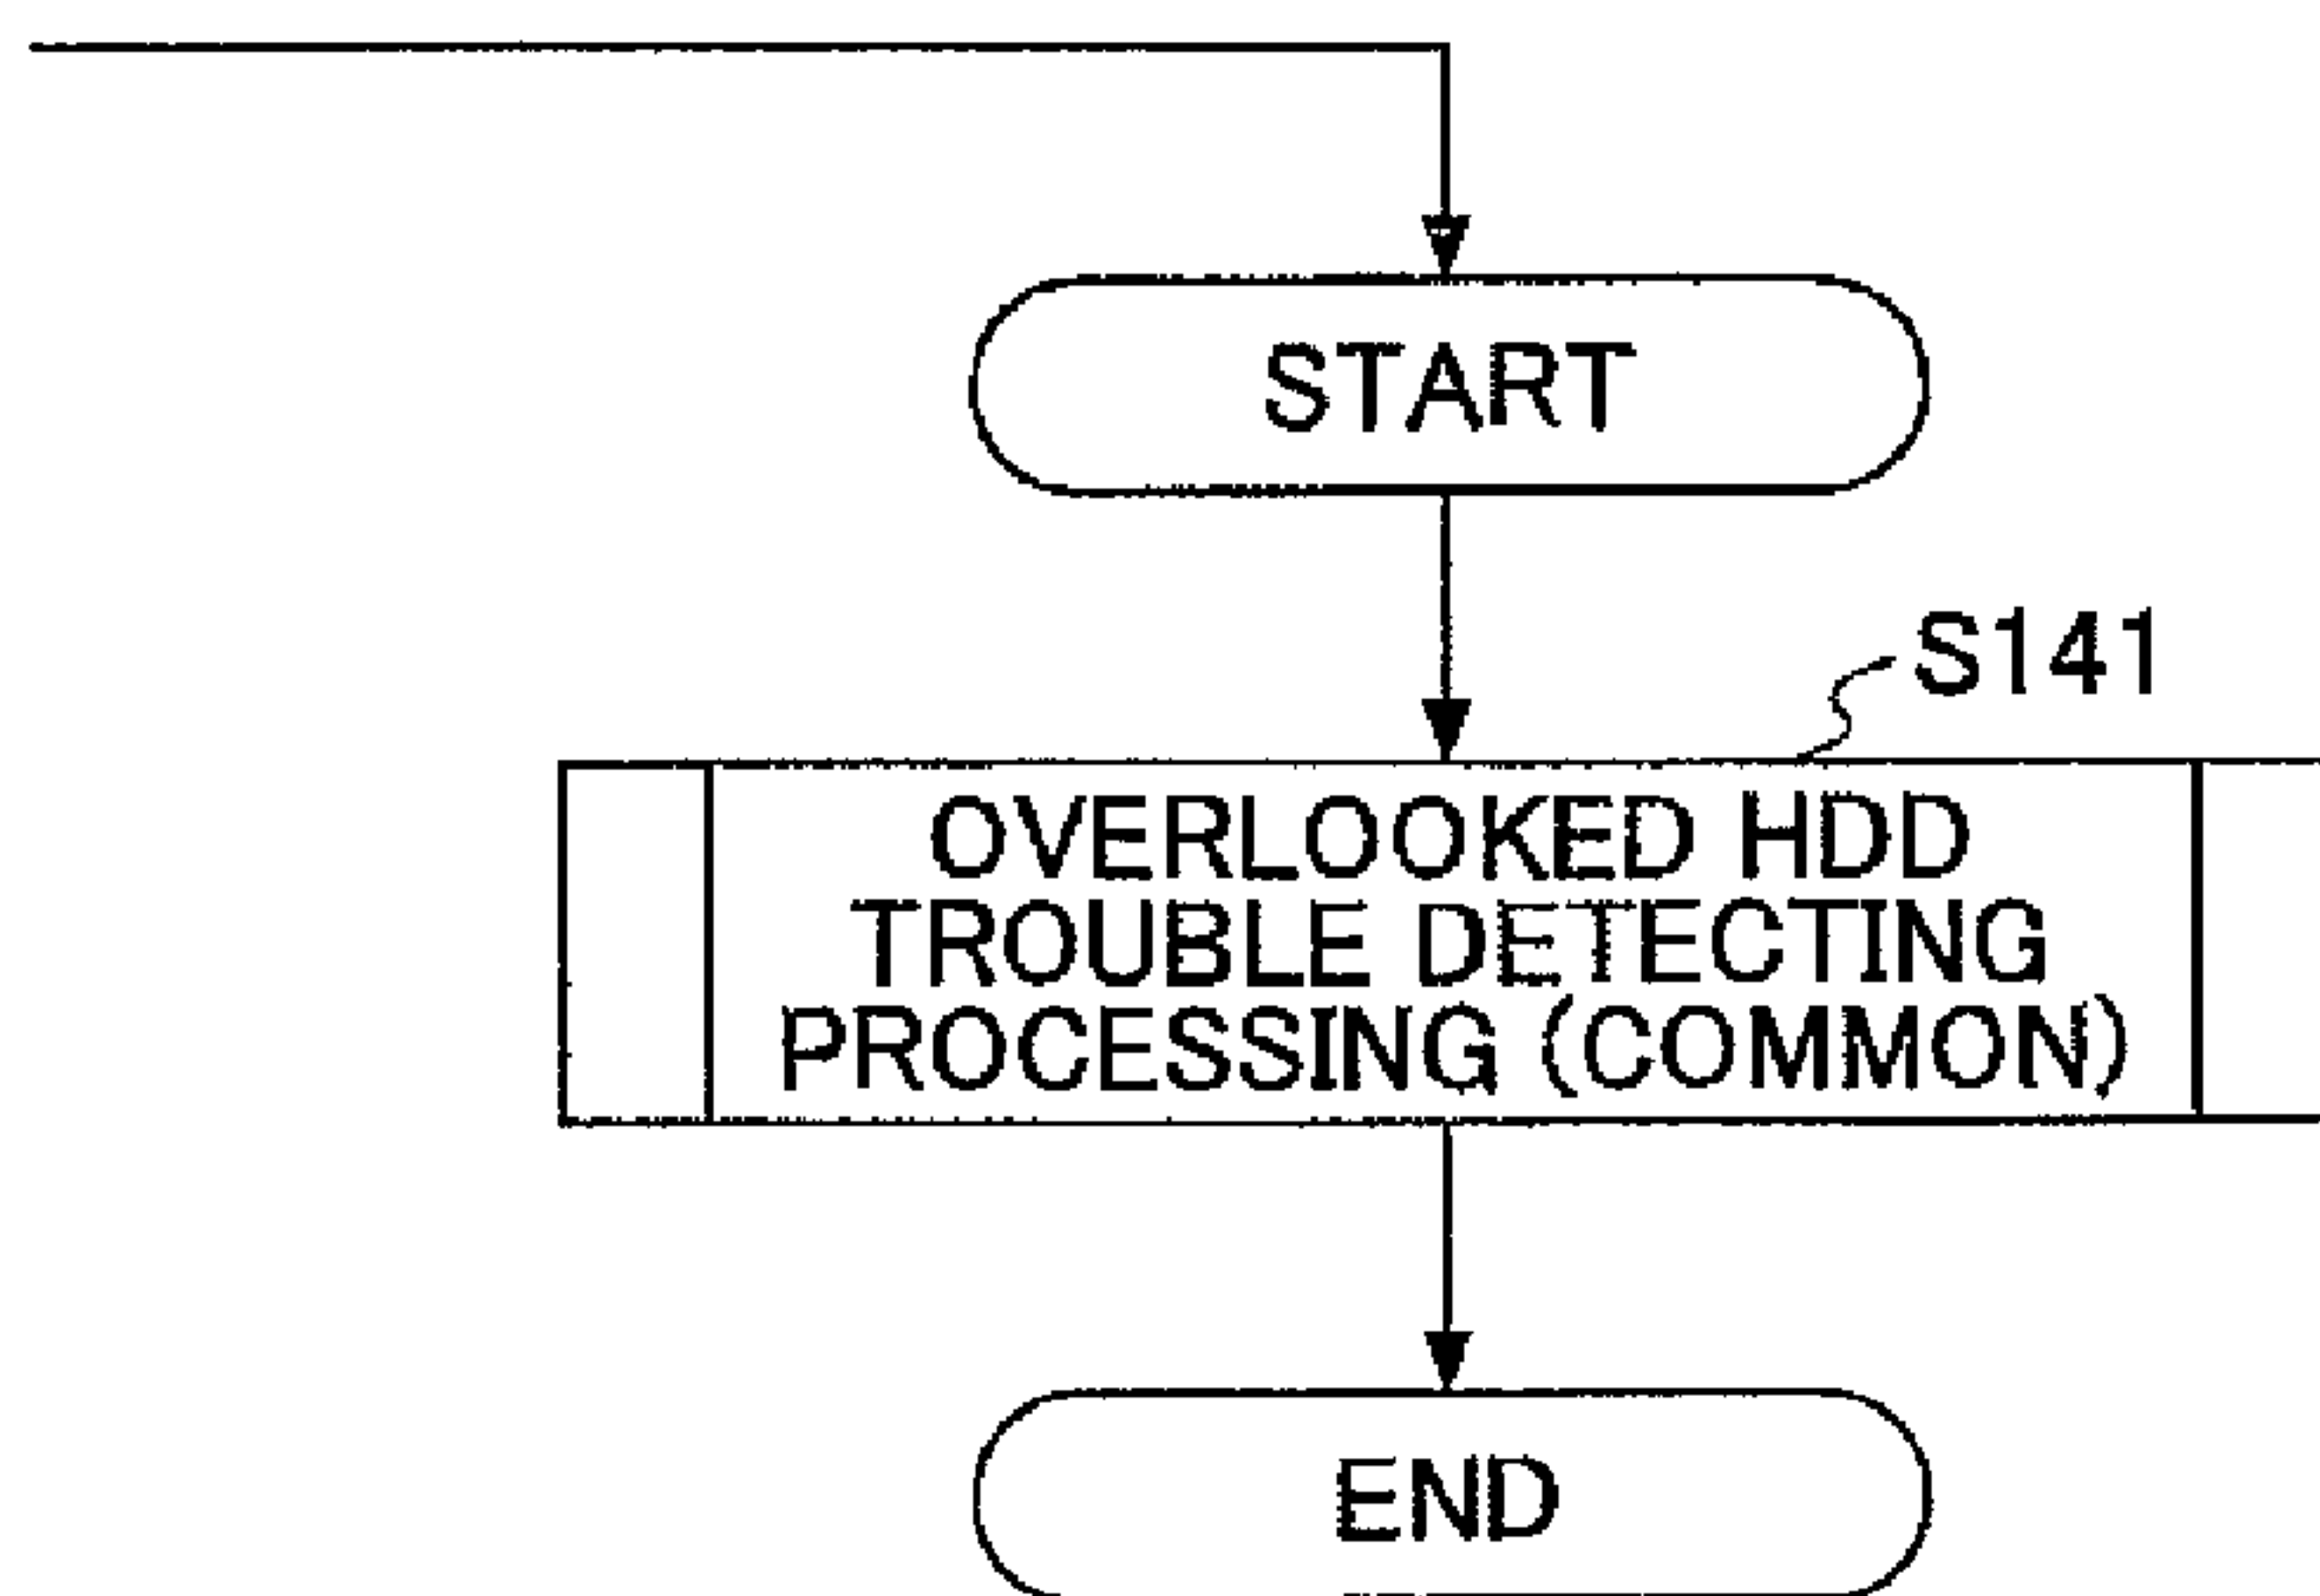 START
S141
OVERLOOKED HDD
TROUBLE DETECTING
PROCESSING (COMMON)
END